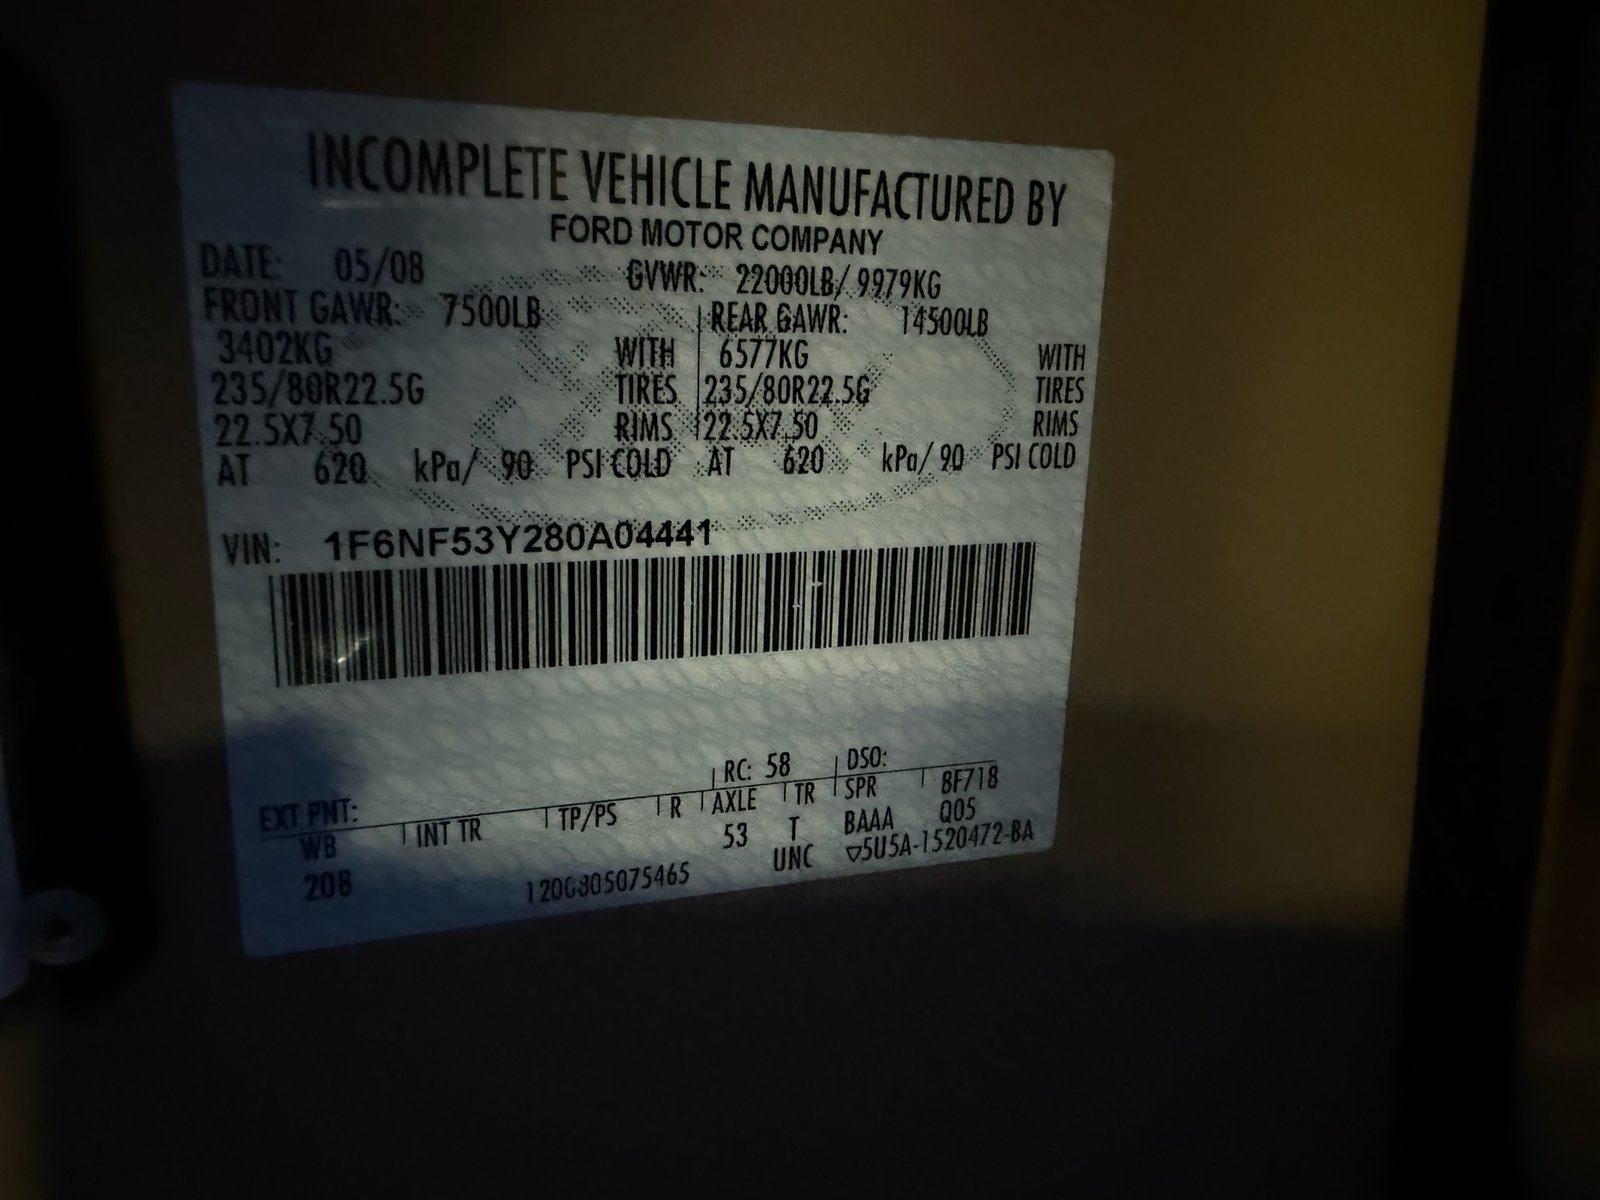 INCOMPLETE VEHICLE MANUFACTURED BY
FORD MOTOR COMPANY
DATE: 05/08 GVWR: 22000LB/ 9979KG
FRONT GAWR: 7500LB REAR GAWR: 14500LB
3402KG WITH 6577KG WITH
235/80R22.5G TIRES 235/80R22.5G TIRES
22.5X7.50 RIMS 22.5X7.50 RIMS
AT 620 kPa/ 90 PSI COLD AT 620 kPa/ 90 PSI COLD
VIN: 1F6NF53Y280A04441
EXT PNT: RC: 58 DSO:
WB INT TR TP/PS R AXLE TR SPR 8F718
208 53 T BAAA Q05
1200805075465 UNC ▽5U5A-1520472-BA